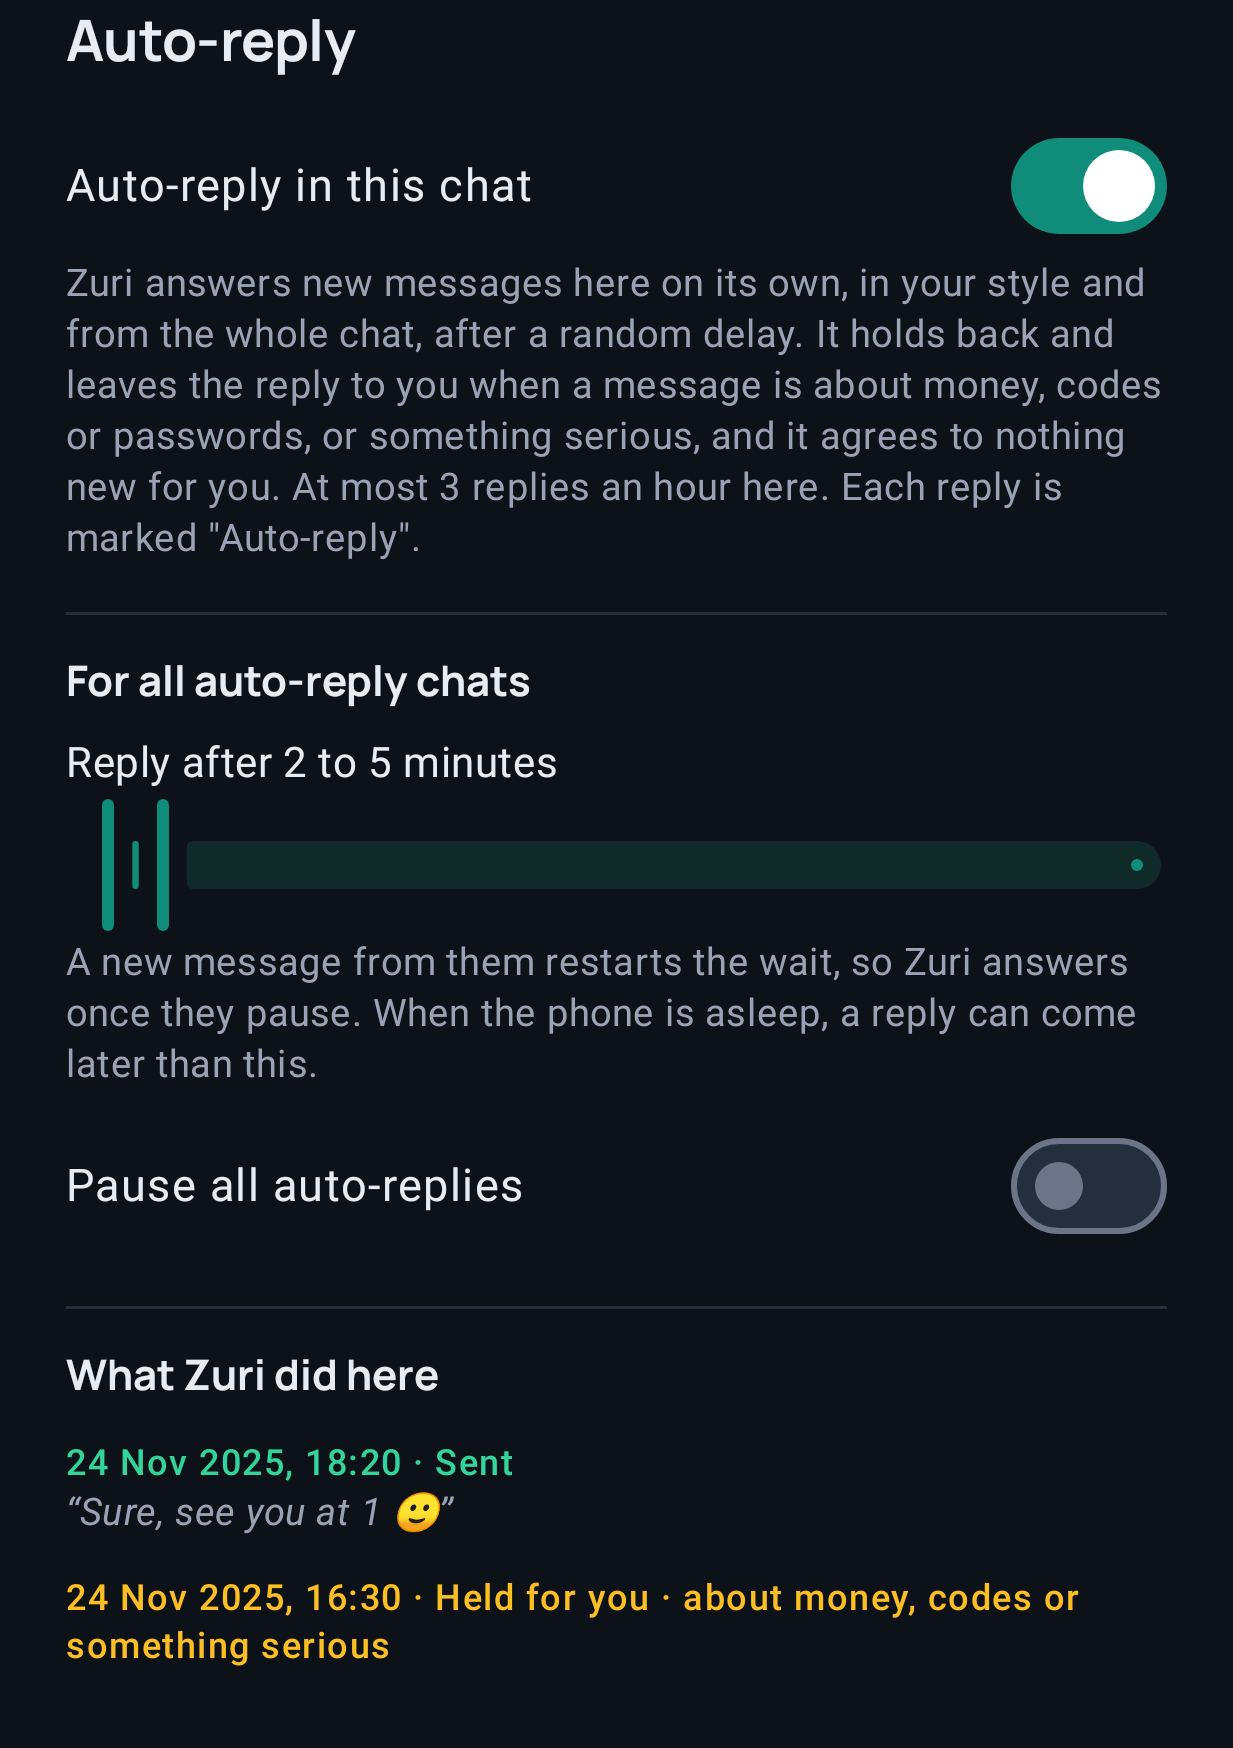 Auto-reply
Auto-reply in this chat
Zuri answers new messages here on its own, in your style and
from the whole chat, after a random delay. It holds back and
leaves the reply to you when a message is about money, codes
or passwords, or something serious, and it agrees to nothing
new for you. At most 3 replies an hour here. Each reply is
marked "Auto-reply".
For all auto-reply chats
Reply after 2 to 5 minutes
A new message from them restarts the wait, so Zuri answers
once they pause. When the phone is asleep, a reply can come
later than this.
Pause all auto-replies
What Zuri did here
24 Nov 2025, 18:20 · Sent
“Sure, see you at 1 🙂”
24 Nov 2025, 16:30 · Held for you · about money, codes or
something serious